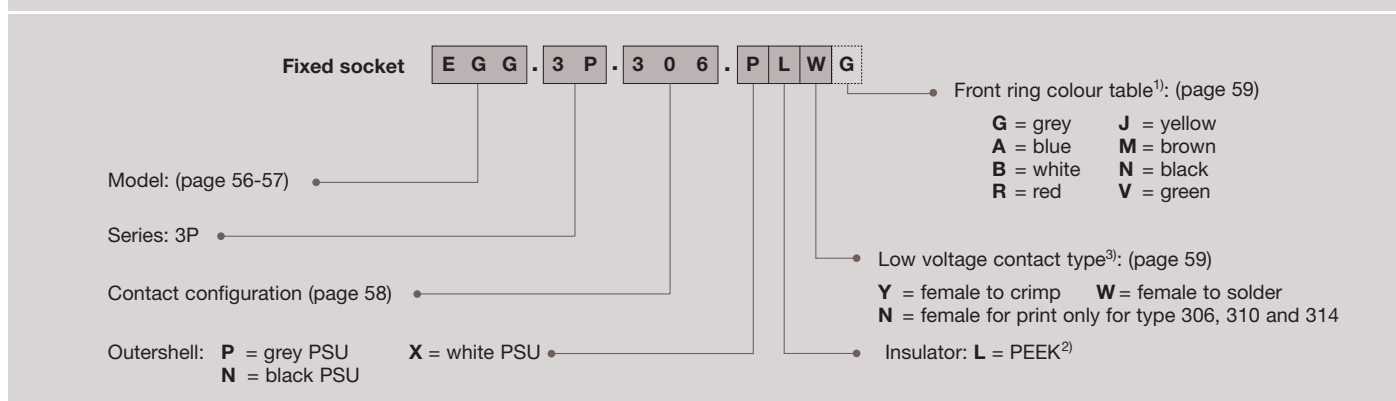 Fixed socket E G G . 3 P . 3 0 6 . P L W G
Front ring colour table1): (page 59)
G = grey J = yellow
A = blue M = brown
B = white N = black
R = red V = green
Model: (page 56-57)
Series: 3P
Low voltage contact type3): (page 59)
Y = female to crimp W = female to solder
N = female for print only for type 306, 310 and 314
Contact configuration (page 58)
Outershell: P = grey PSU X = white PSU
N = black PSU
Insulator: L = PEEK2)